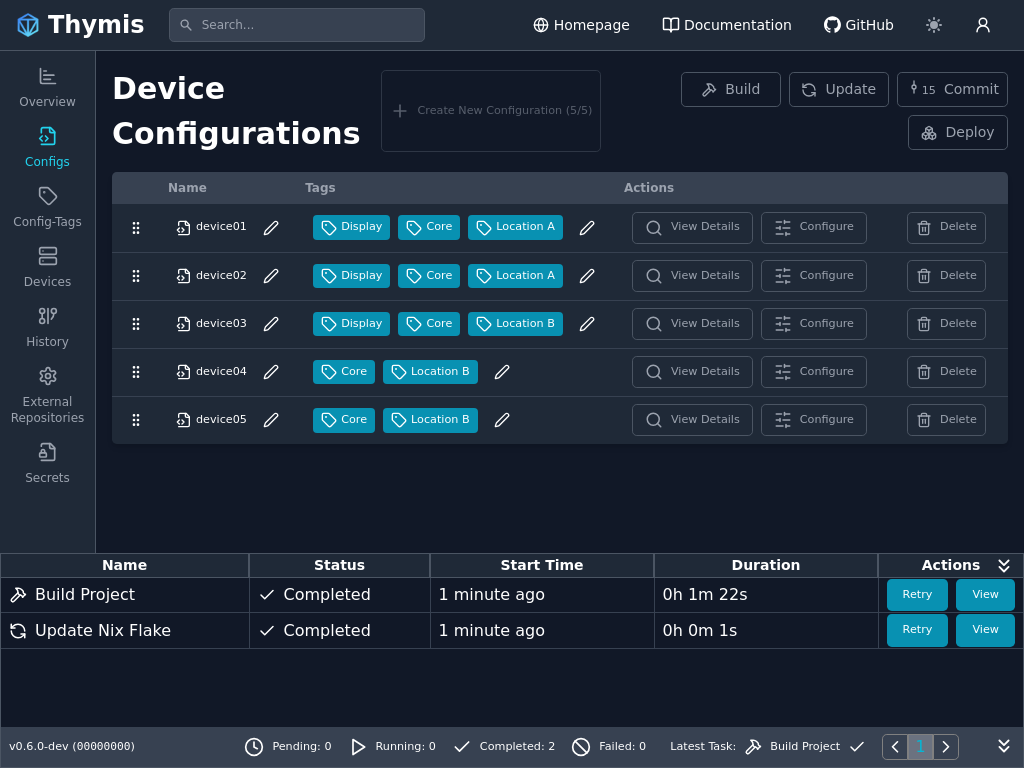 Thymis Search... Homepage Documentation GitHub
Overview
Configs
Config-Tags
Devices
History
External
Repositories
Secrets
Device
Configurations
Create New Configuration (5/5)
Build Update 15 Commit
Deploy
Name Tags Actions
device01 Display Core Location A View Details Configure Delete
device02 Display Core Location A View Details Configure Delete
device03 Display Core Location B View Details Configure Delete
device04 Core Location B View Details Configure Delete
device05 Core Location B View Details Configure Delete
Name Status Start Time Duration Actions
Build Project Completed 1 minute ago 0h 1m 22s Retry View
Update Nix Flake Completed 1 minute ago 0h 0m 1s Retry View
v0.6.0-dev (00000000) Pending: 0 Running: 0 Completed: 2 Failed: 0 Latest Task: Build Project 1